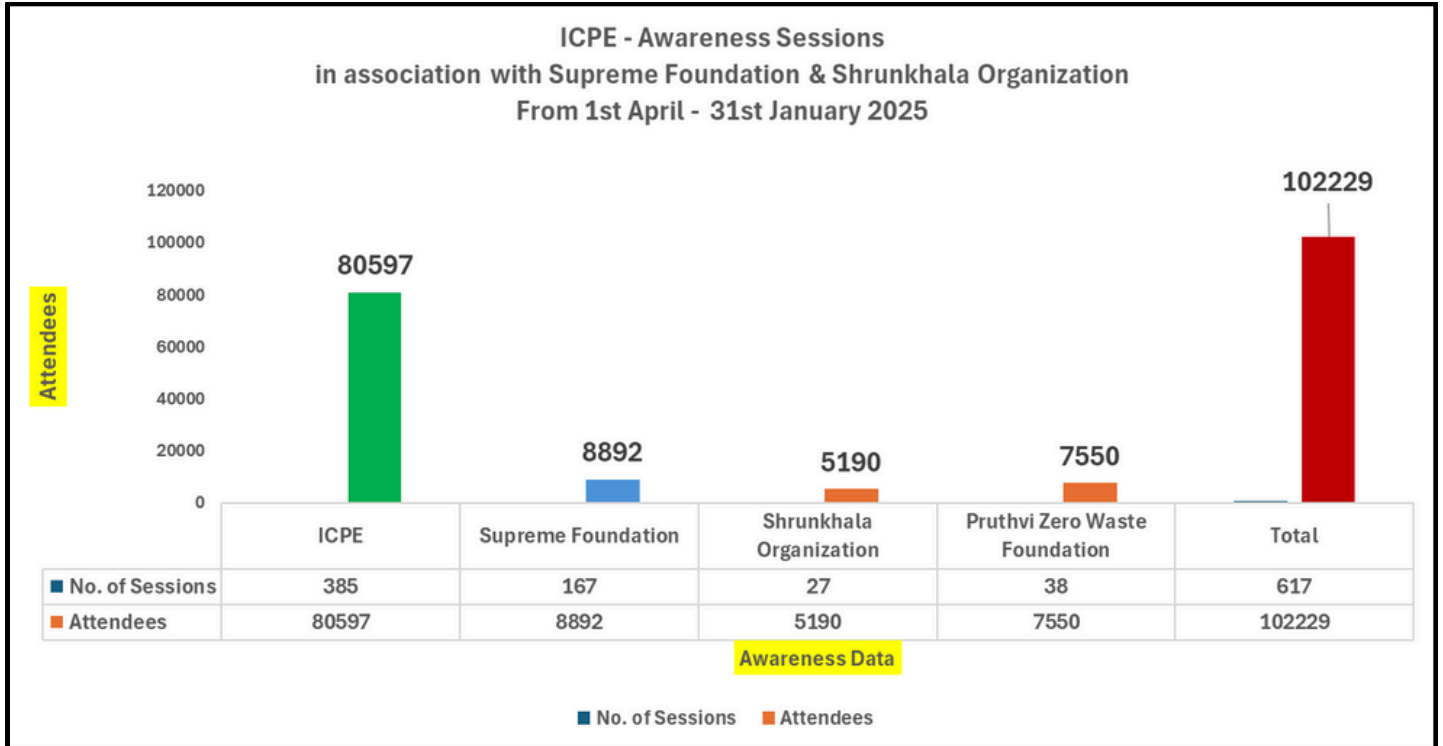 ICPE - Awareness Sessions
in association with Supreme Foundation & Shrunkhala Organization
From 1st April - 31st January 2025
Attendees
120000
100000
80000
60000
40000
20000
0
80597
8892
5190
7550
102229
ICPE
Supreme Foundation
Shrunkhala
Organization
Pruthvi Zero Waste
Foundation
Total
No. of Sessions 385 167 27 38 617
Attendees 80597 8892 5190 7550 102229
Awareness Data
No. of Sessions Attendees